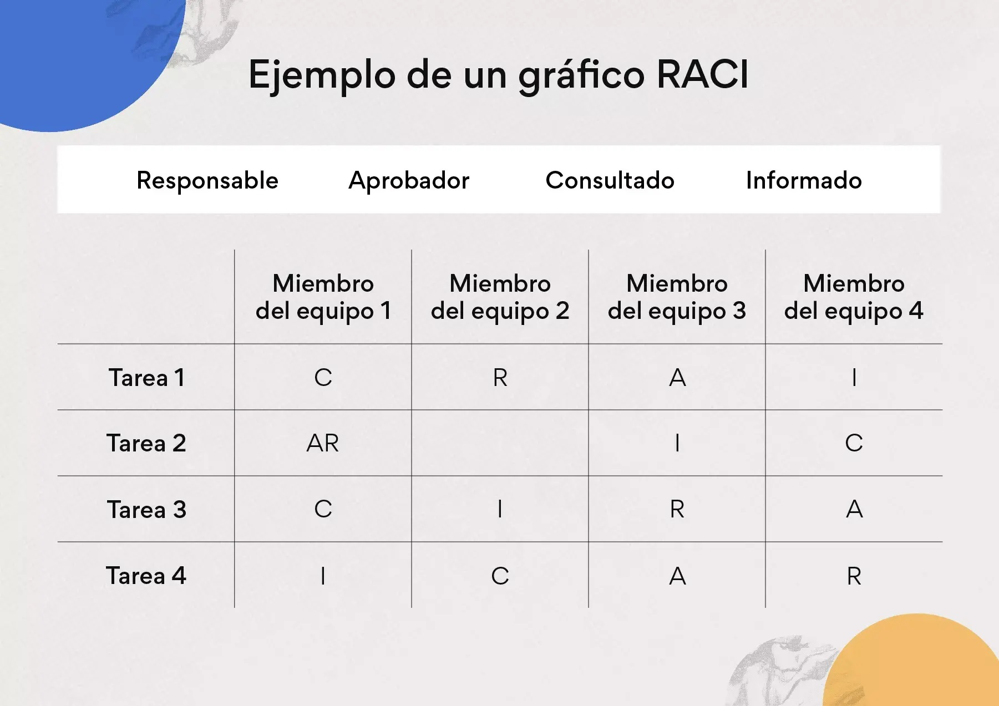 Ejemplo de un gráfico RACI
Responsable Aprobador Consultado Informado
Miembro del equipo 1 Miembro del equipo 2 Miembro del equipo 3 Miembro del equipo 4
Tarea 1 C R A I
Tarea 2 AR I C
Tarea 3 C I R A
Tarea 4 I C A R